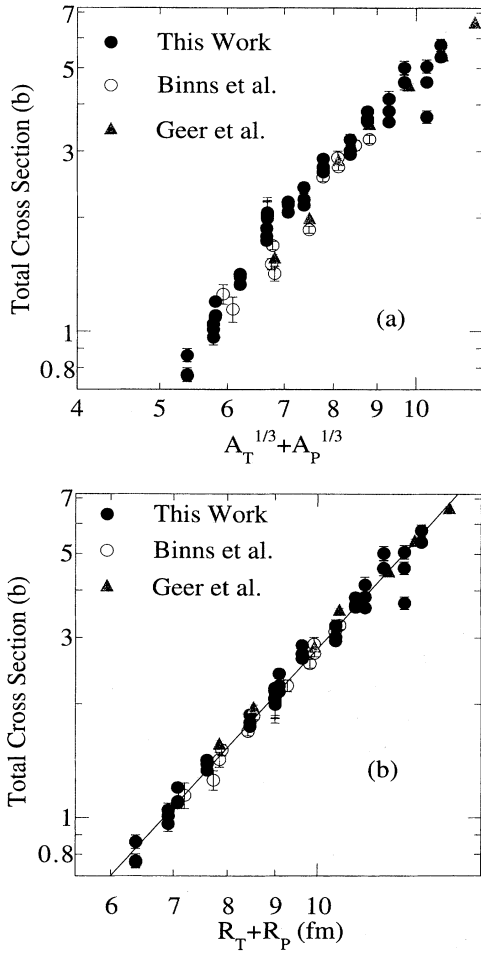 7
This Work
Binns et al.
Geer et al.
5
3
1
0.8
Total Cross Section (b)
(a)
4 5 6 7 8 9 10
A_T^{1/3}+A_P^{1/3}
7
This Work
Binns et al.
Geer et al.
5
3
1
0.8
Total Cross Section (b)
(b)
6 7 8 9 10
R_T+R_P (fm)